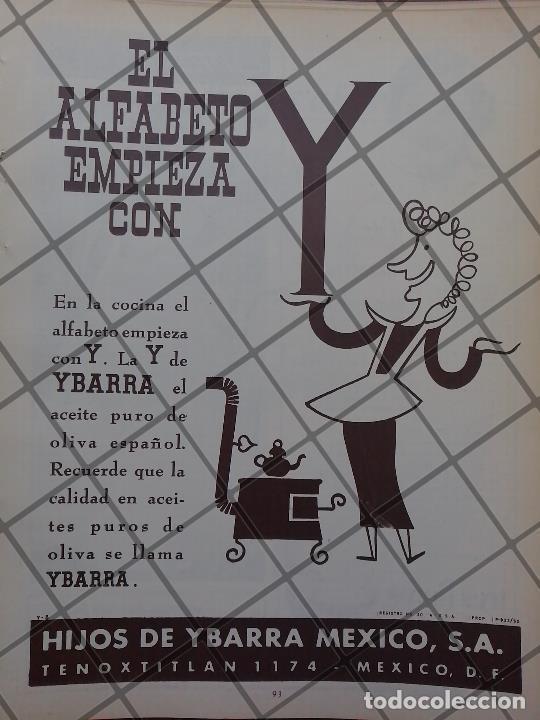 EL
ALFABETO
EMPIEZA
CON
Y
En la cocina el
alfabeto empieza
con Y. La Y de
YBARRA el
aceite puro de
oliva español.
Recuerde que la
calidad en acei-
tes puros de
oliva se llama
YBARRA.
HIJOS DE YBARRA MEXICO, S.A.
TENOXTITLAN 1174 - MEXICO, D. F.
93
todocoleccion.net